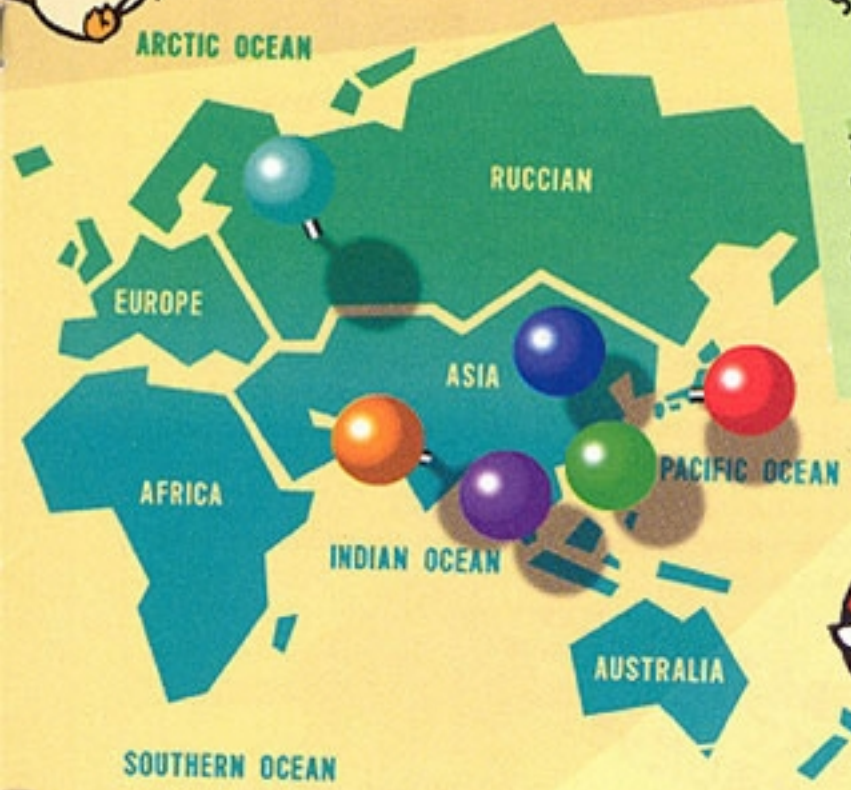 ARCTIC OCEAN
RUCCIAN
EUROPE
ASIA
PACIFIC OCEAN
AFRICA
INDIAN OCEAN
AUSTRALIA
SOUTHERN OCEAN